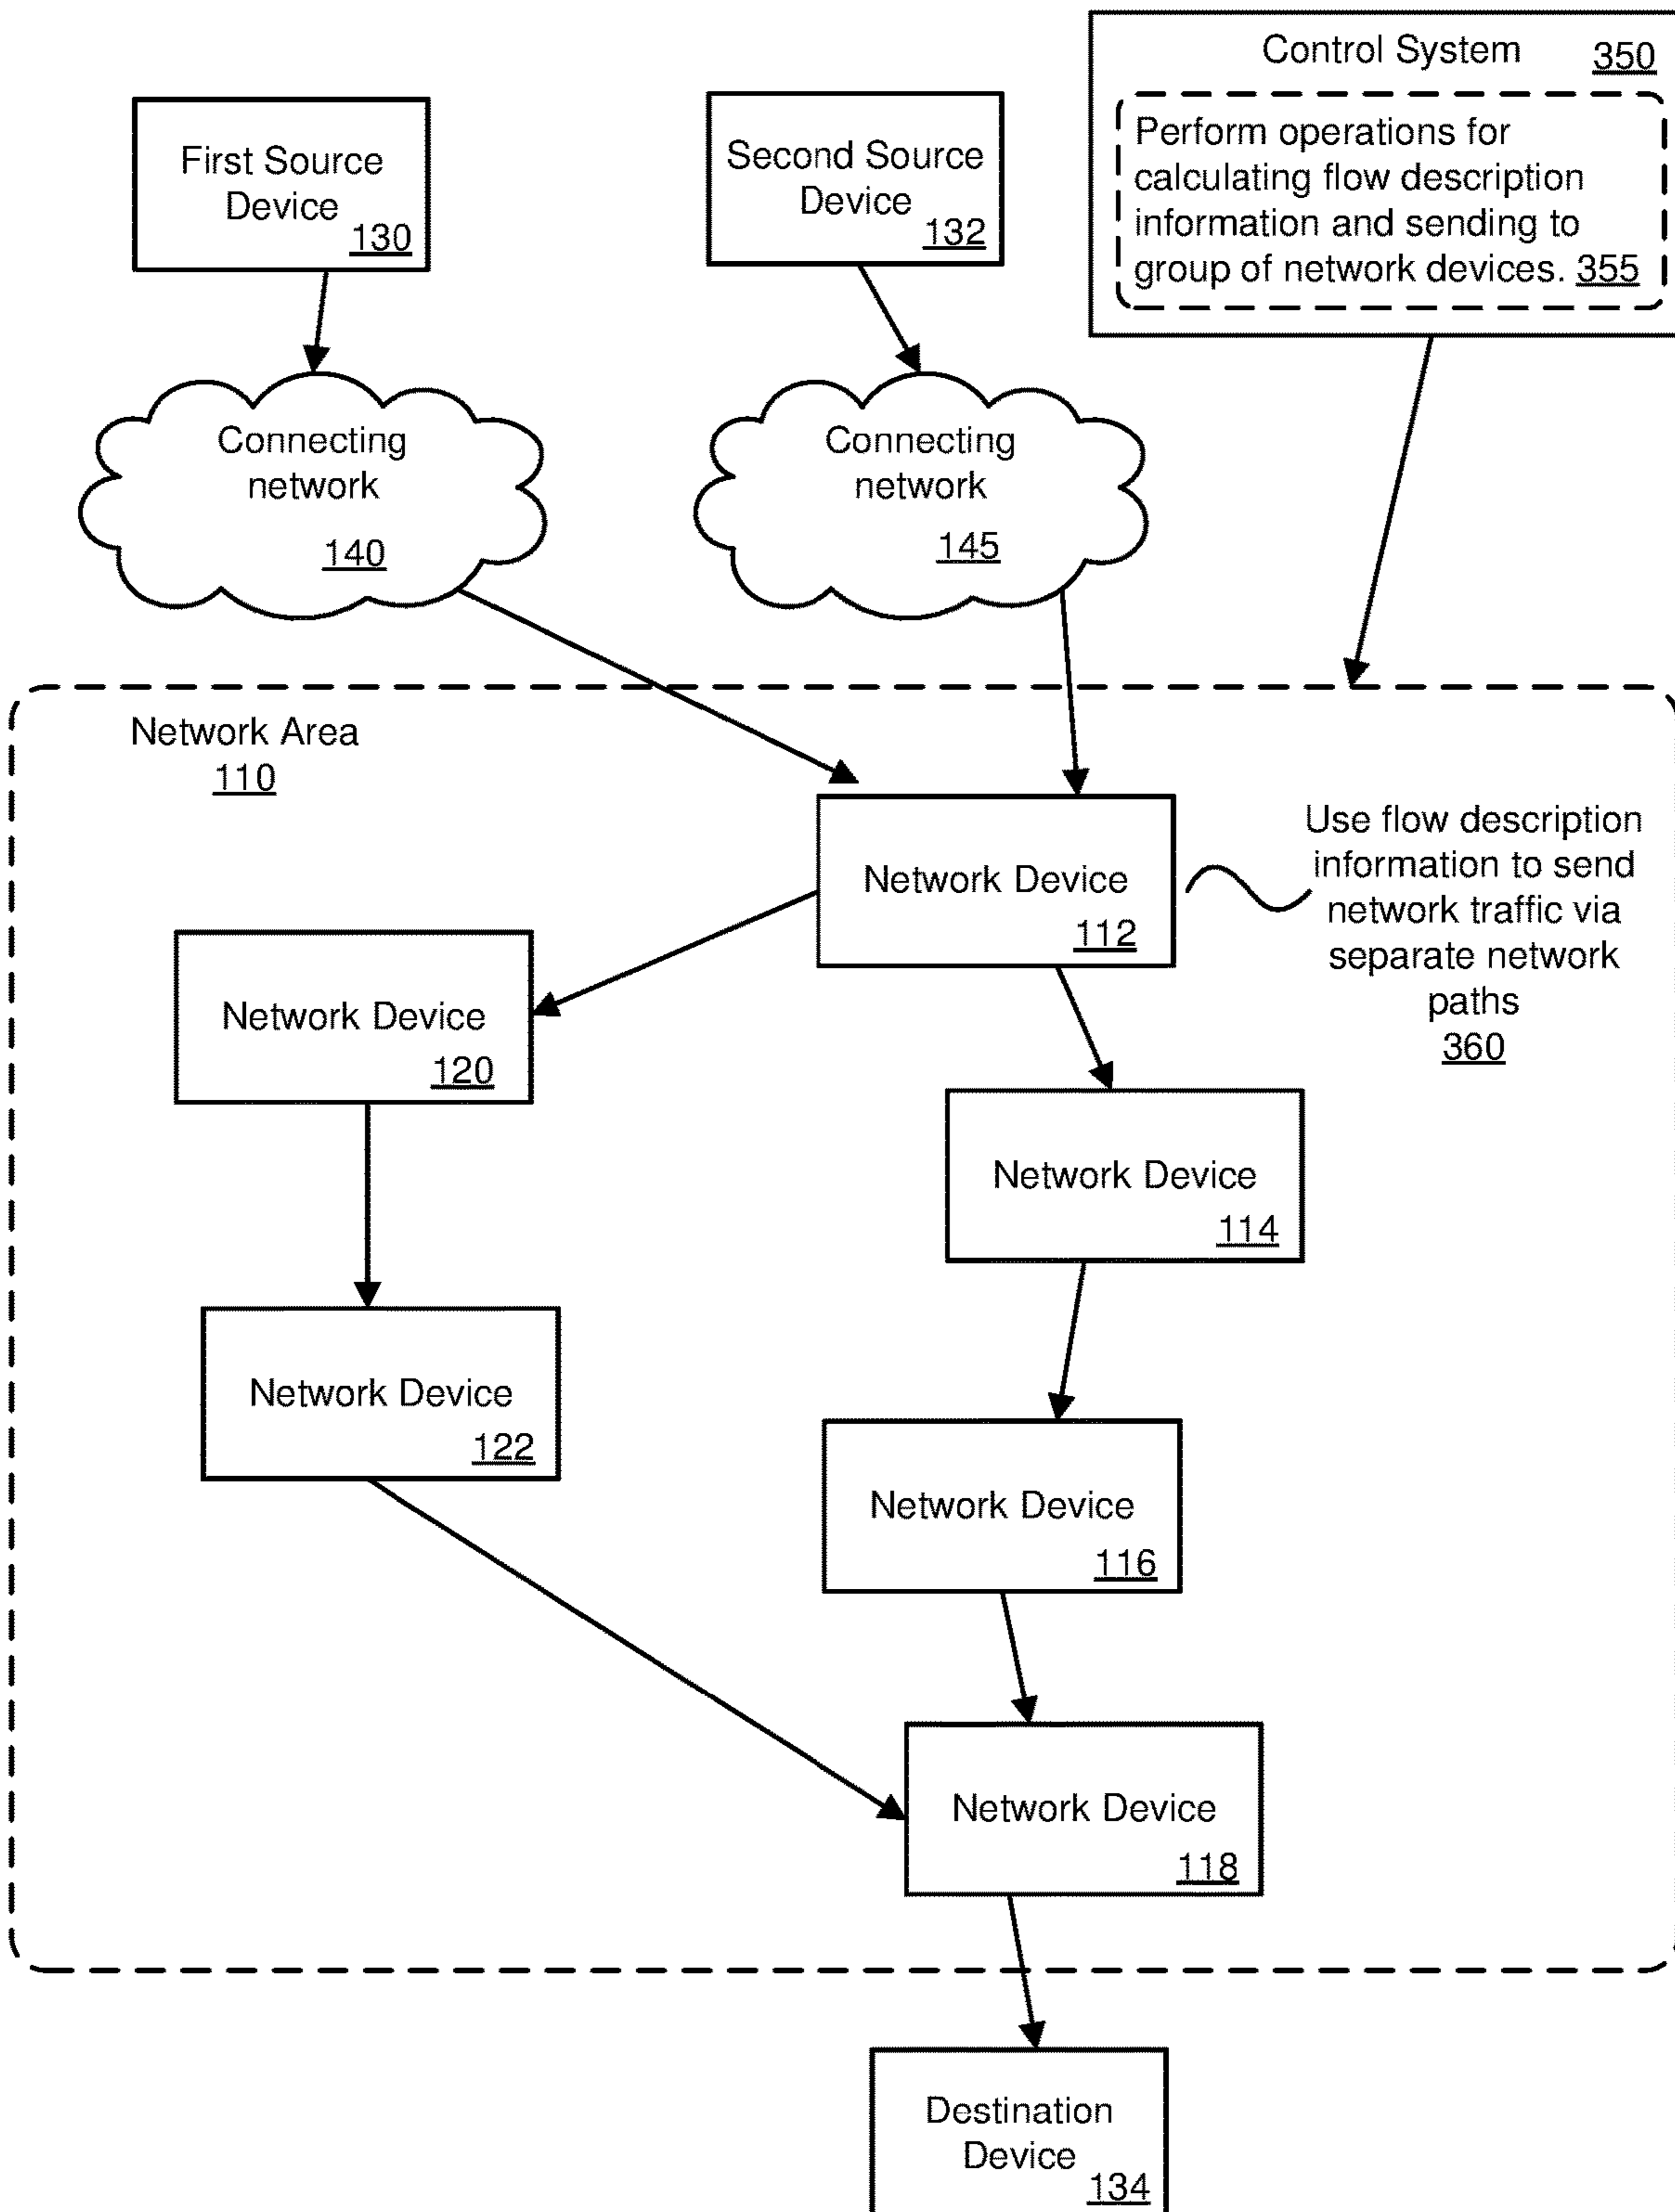 Control System 350
Perform operations for
calculating flow description
information and sending to
group of network devices. 355
First Source
Device
130
Second Source
Device
132
Connecting
network
140
Connecting
network
145
Network Area
110
Network Device
112
Use flow description
information to send
network traffic via
separate network
paths
360
Network Device
120
Network Device
114
Network Device
122
Network Device
116
Network Device
118
Destination
Device
134